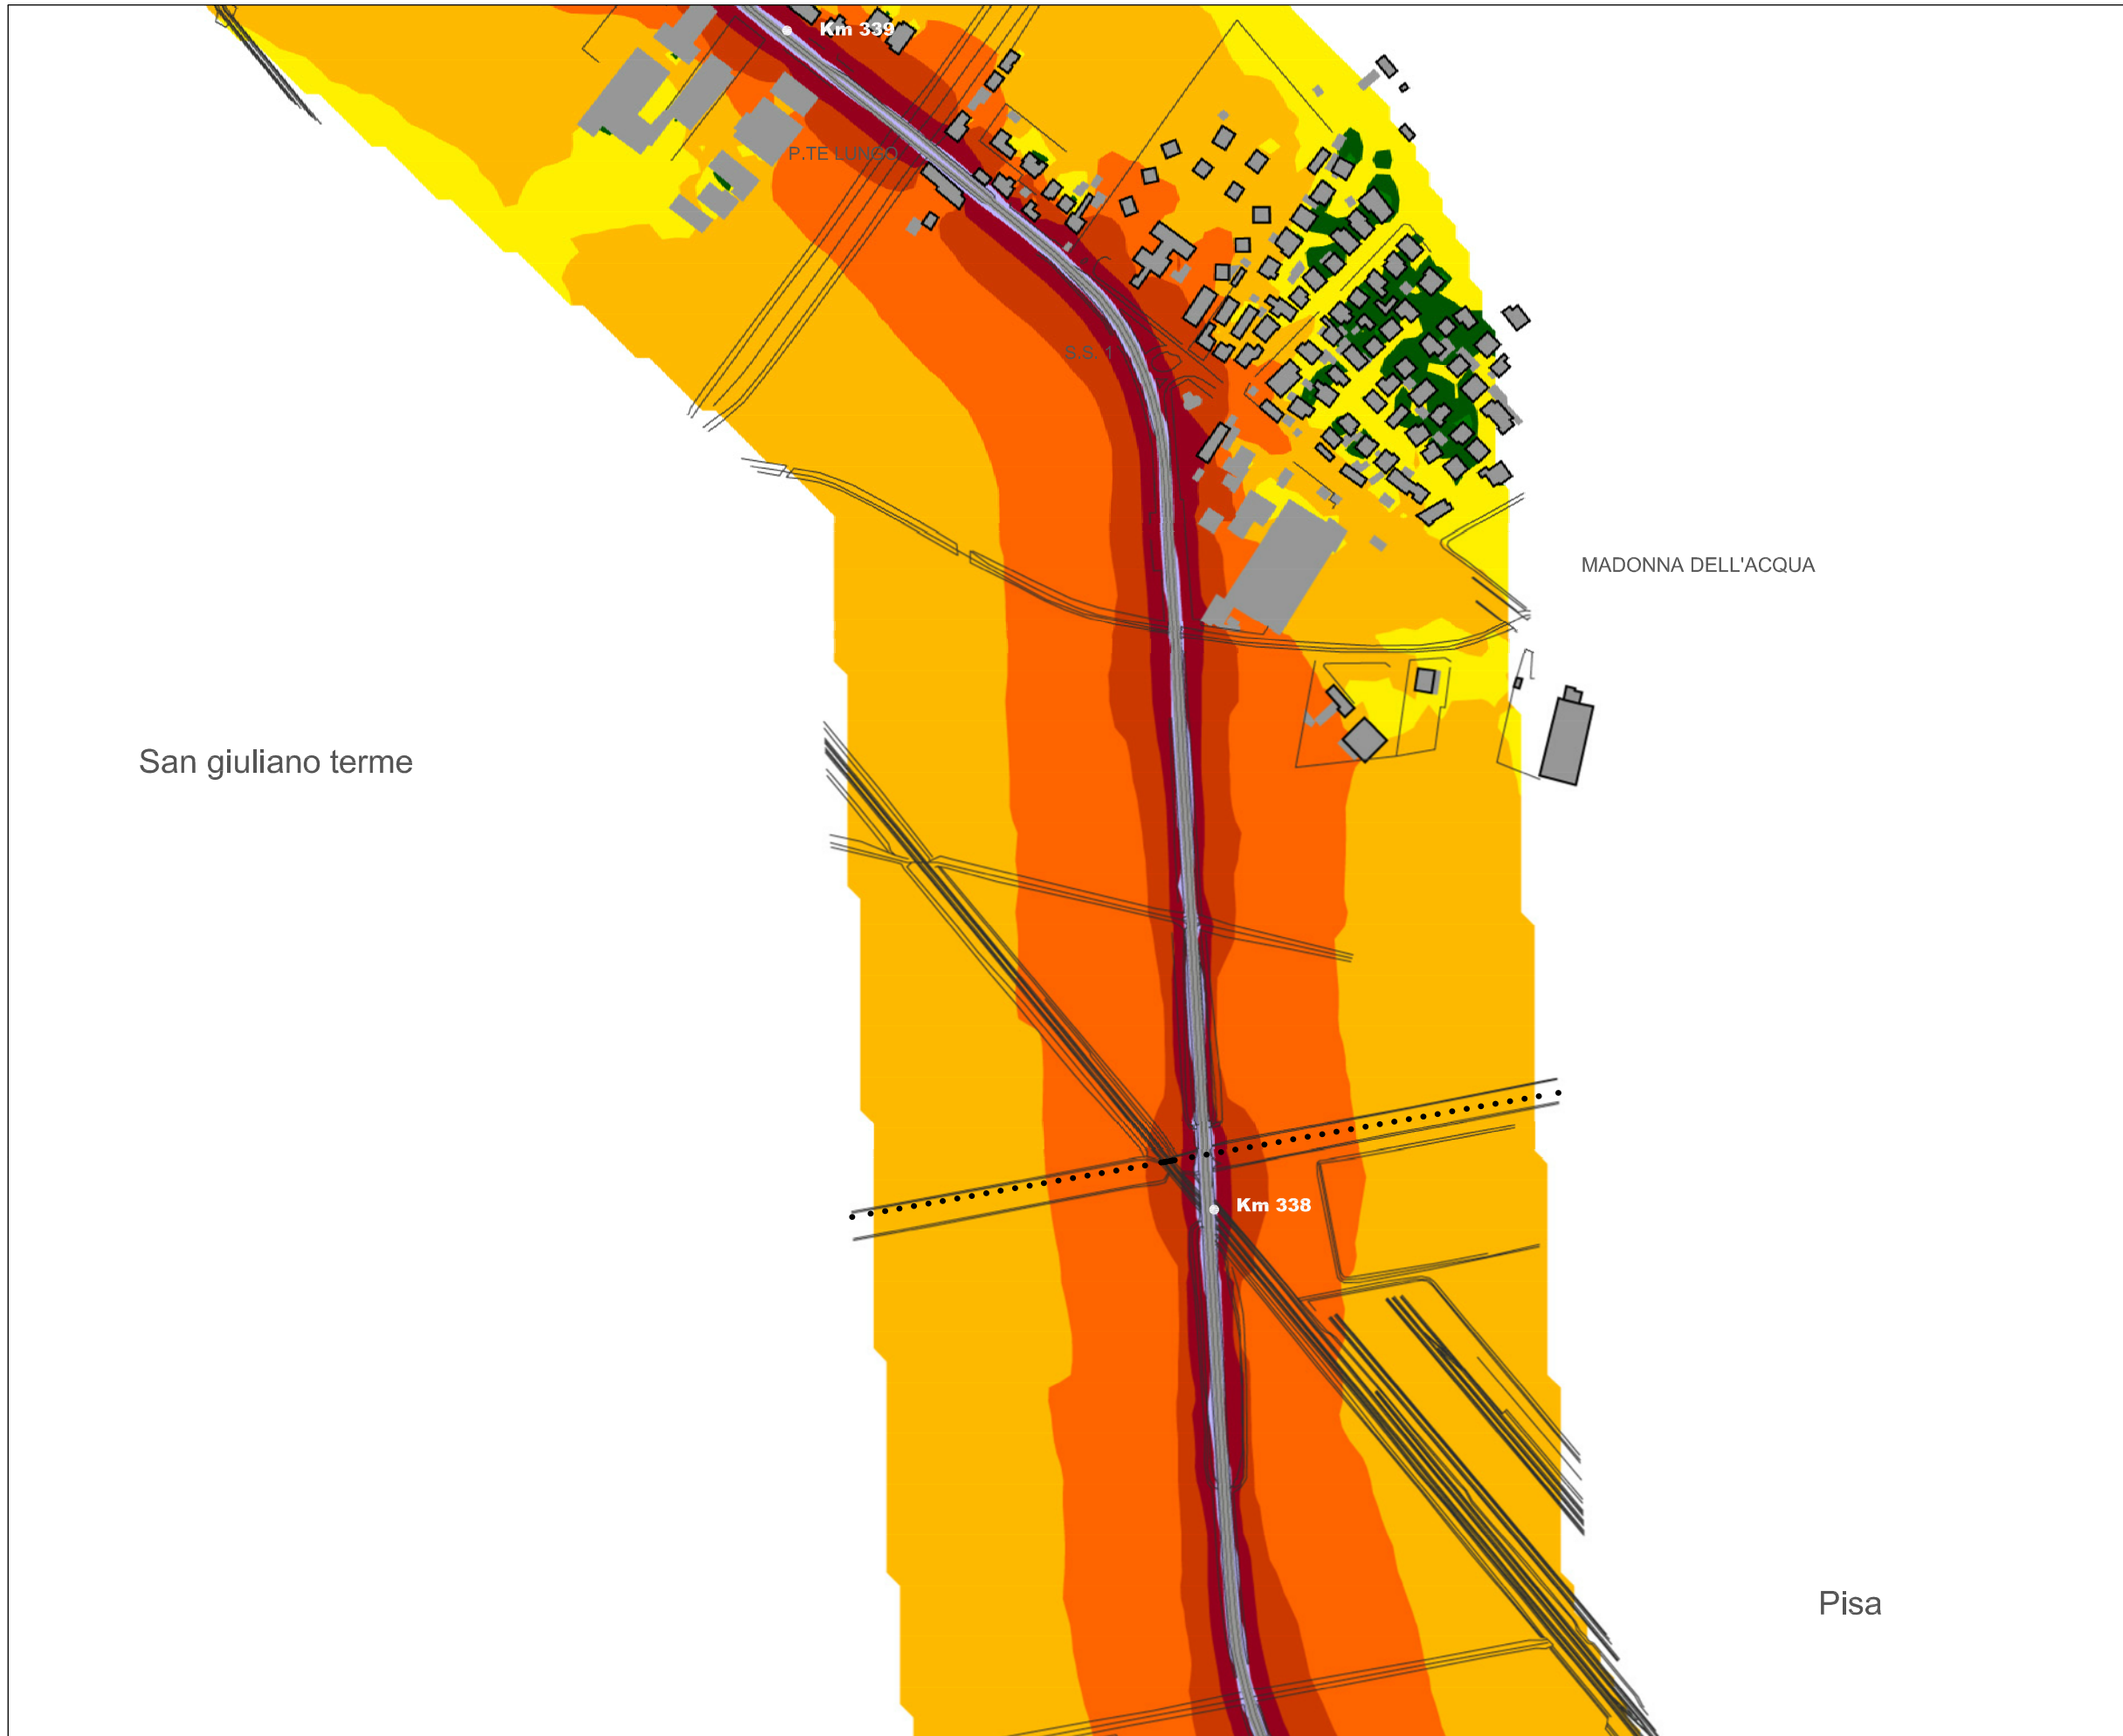 Km 339
P.TE LUNGO
S.S. 1
MADONNA DELL'ACQUA
San giuliano terme
Km 338
Pisa